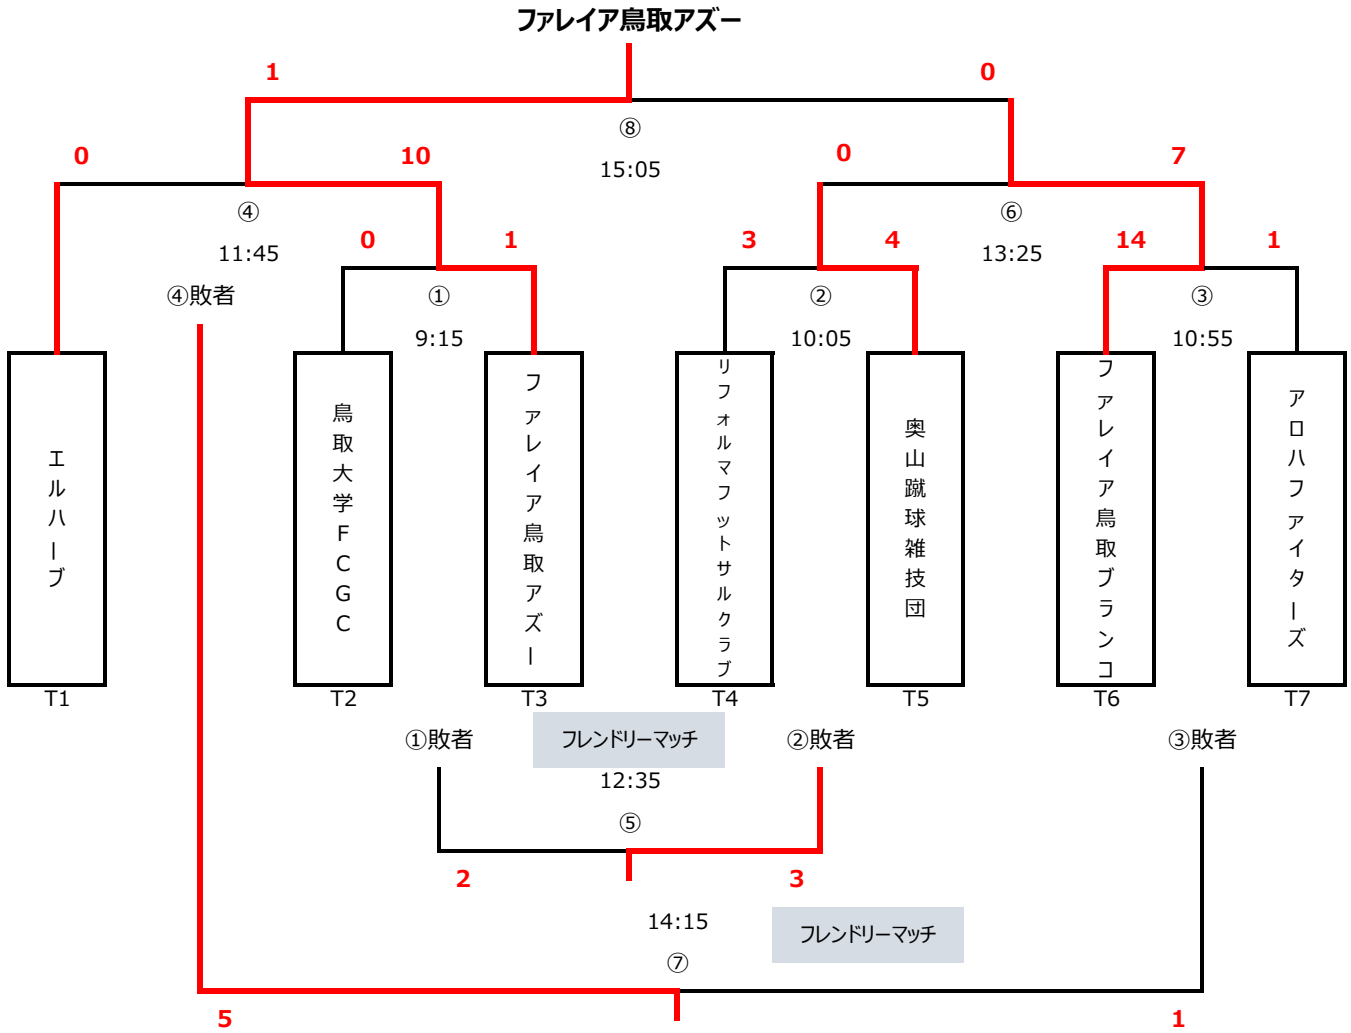 ファレイア鳥取アズー
1
0
⑧
15:05
0
10
0
7
④
11:45
⑥
13:25
0
1
3
4
14
1
④敗者
①
9:15
②
10:05
③
10:55
エルハーブ
鳥取大学FCGC
ファレイア鳥取アズー
リフォルマフットサルクラブ
奥山蹴球雑技団
ファレイア鳥取ブランコ
アロハファイターズ
T1
T2
T3
T4
T5
T6
T7
①敗者
フレンドリーマッチ
②敗者
③敗者
12:35
⑤
2
3
14:15
フレンドリーマッチ
⑦
5
1